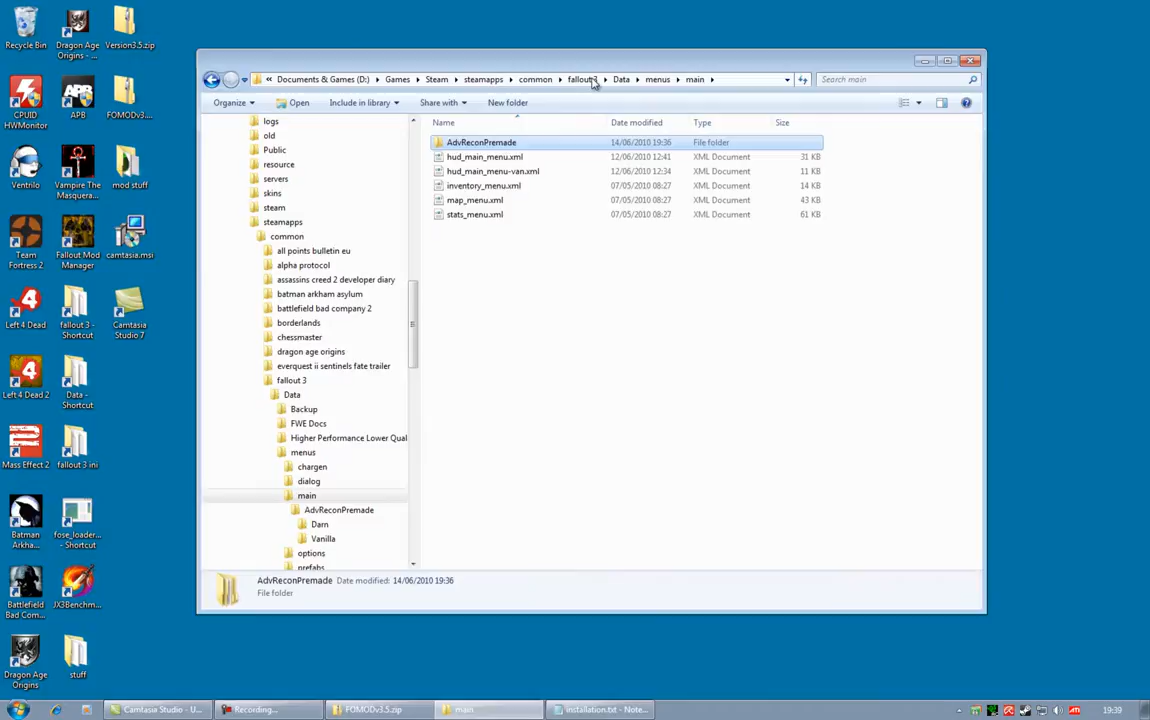 Recycle Bin
Dragon Age
Origins - ...
Version3.5.zip
CPUID
HWMonitor
APB
FOMODv3....
Ventrilo
Vampire The
Masquera...
mod stuff
Team
Fortress 2
Fallout Mod
Manager
camtasia.msi
Left 4 Dead
fallout 3 -
Shortcut
Camtasia
Studio 7
Left 4 Dead 2
Data -
Shortcut
Mass Effect 2
fallout 3 ini
Batman
Arkha...
fose_loader...
- Shortcut
Battlefield
Bad Com...
JX3Benchm...
Dragon Age
Origins
stuff
« Documents & Games (D:) Games Steam steamapps common fallout 3 Data menus main
Search main
Organize Open Include in library Share with New folder
logs
old
Public
resource
servers
skins
steam
steamapps
common
all points bulletin eu
alpha protocol
assassins creed 2 developer diary
batman arkham asylum
battlefield bad company 2
borderlands
chessmaster
dragon age origins
everquest ii sentinels fate trailer
fallout 3
Data
Backup
FWE Docs
Higher Performance Lower Qual
menus
chargen
dialog
main
AdvReconPremade
Darn
Vanilla
options
prefabs
Name Date modified Type Size
AdvReconPremade 14/06/2010 19:36 File folder
hud_main_menu.xml 12/06/2010 12:41 XML Document 31 KB
hud_main_menu-van.xml 12/06/2010 12:34 XML Document 11 KB
inventory_menu.xml 07/05/2010 08:27 XML Document 14 KB
map_menu.xml 07/05/2010 08:27 XML Document 43 KB
stats_menu.xml 07/05/2010 08:27 XML Document 61 KB
AdvReconPremade Date modified: 14/06/2010 19:36
File folder
Camtasia Studio - U...
Recording...
FOMODv3.5.zip
main
installation.txt - Note...
19:39